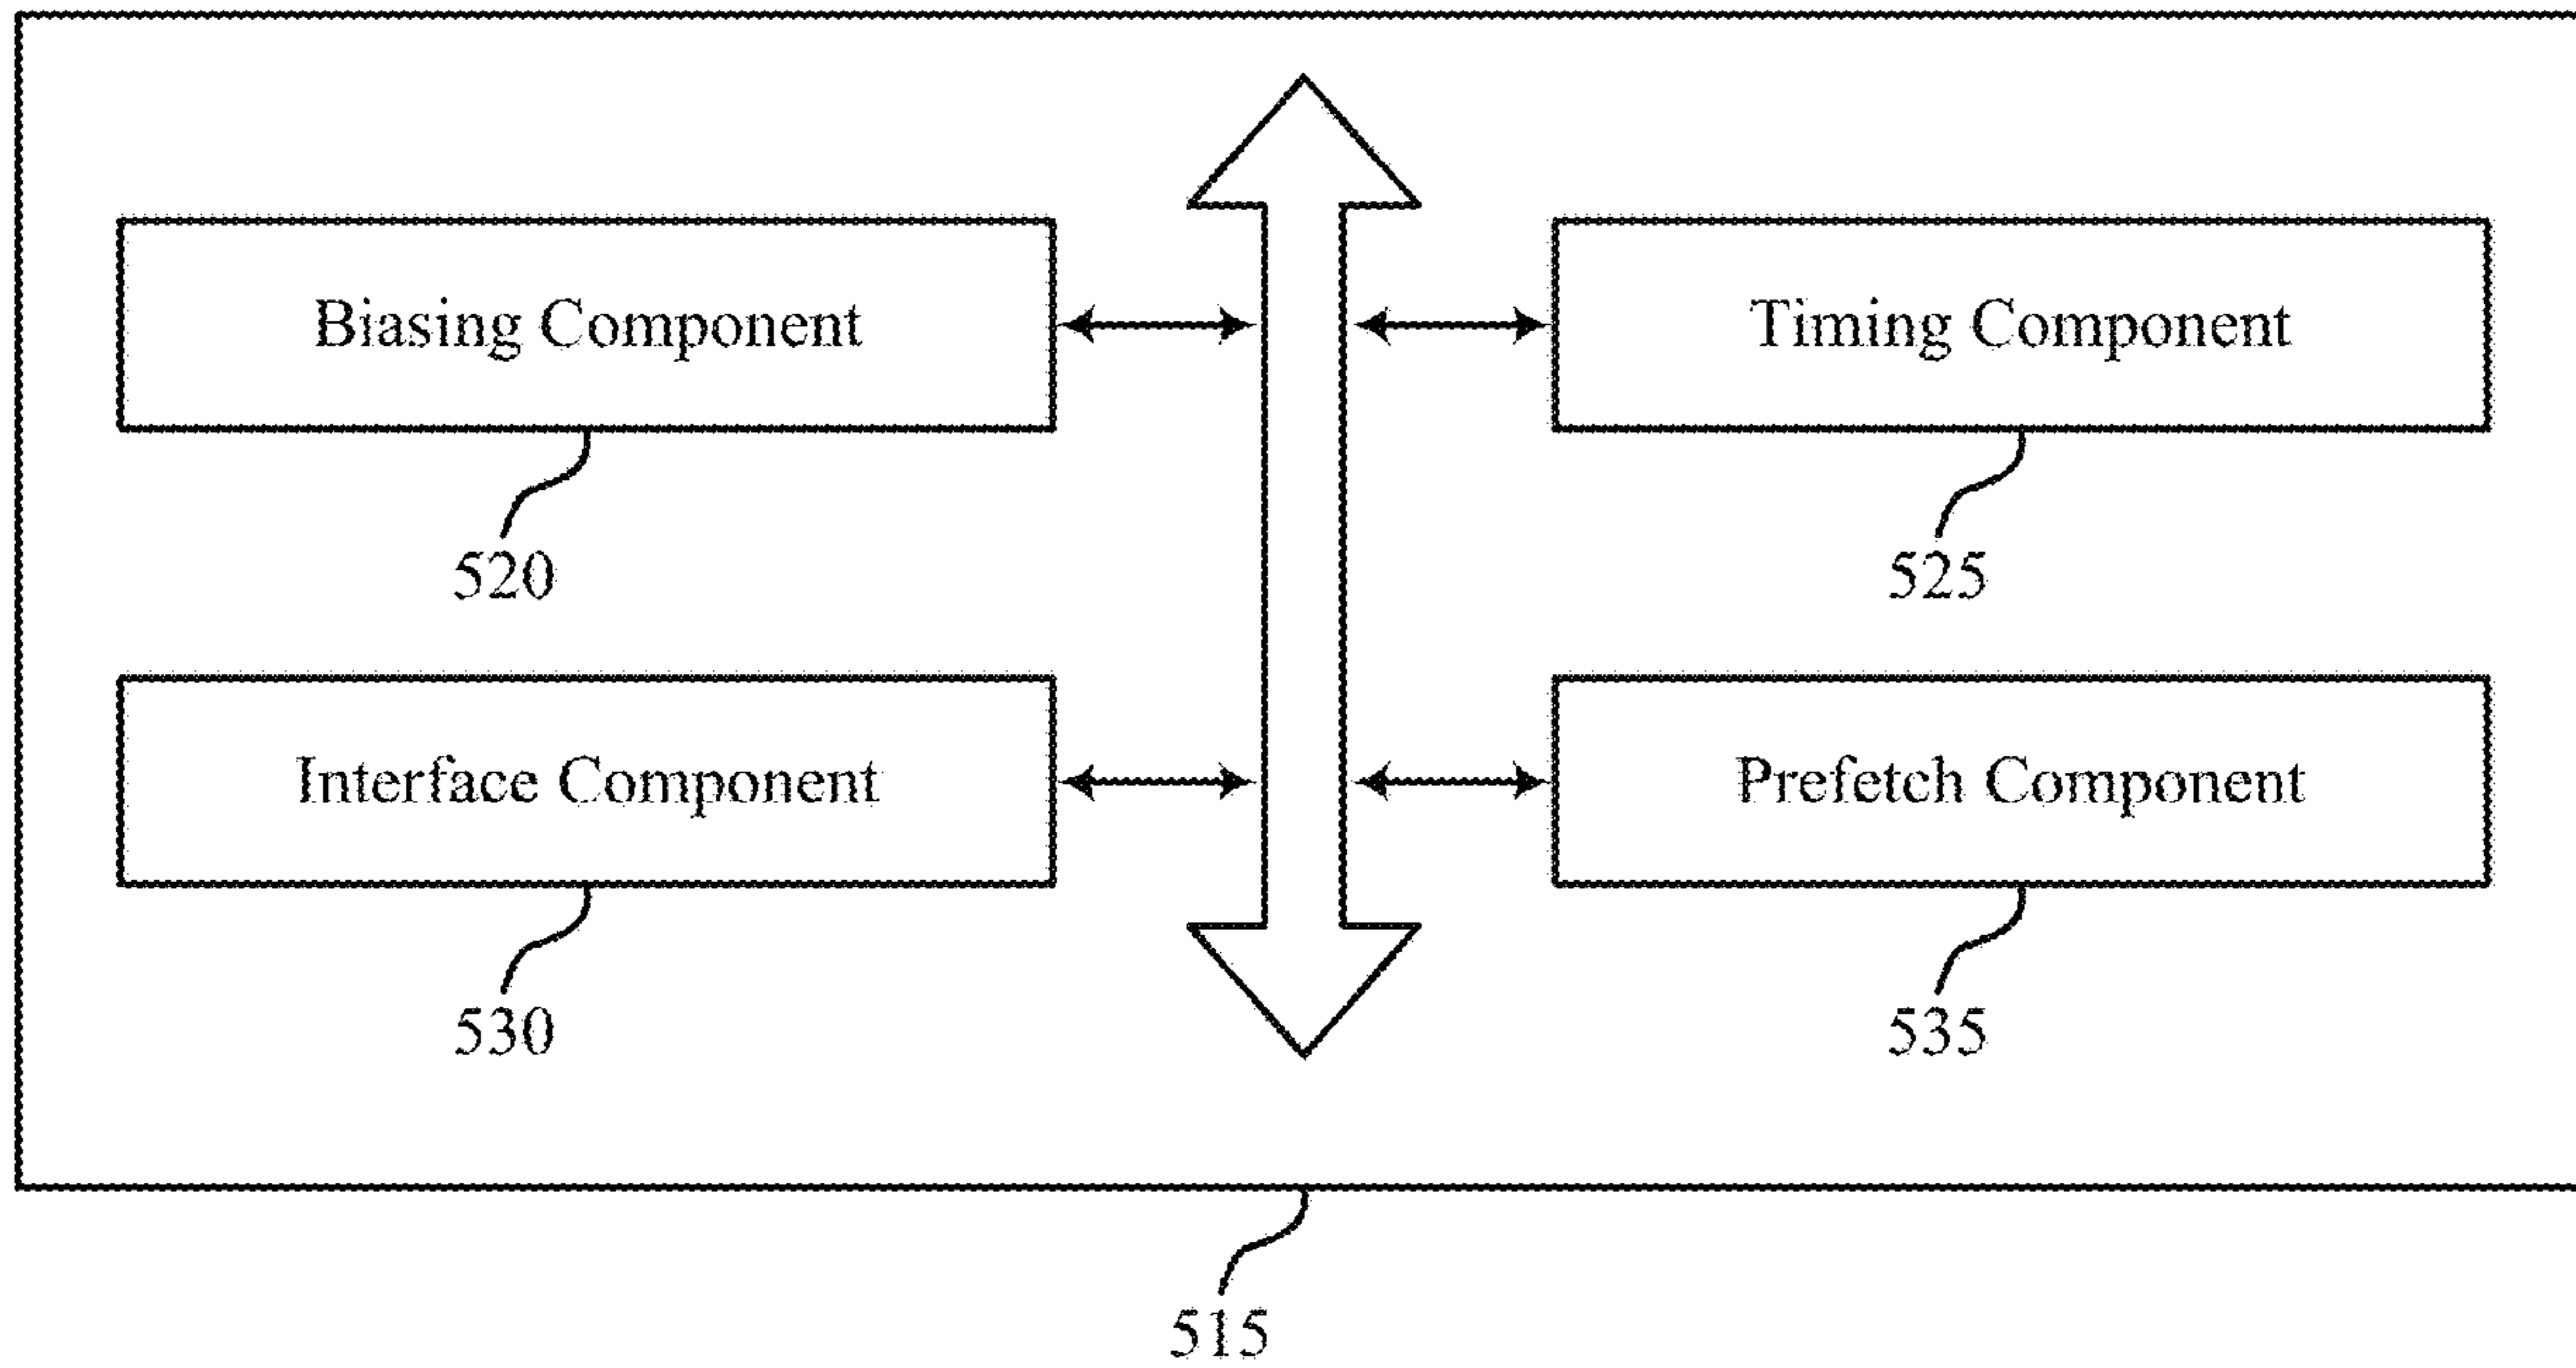 Biasing Component
Timing Component
520
525
Interface Component
Prefetch Component
530
535
515